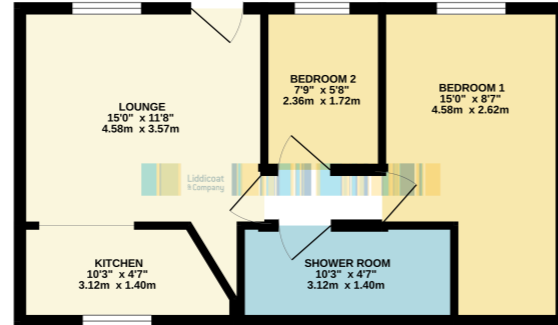 LOUNGE
15'0" x 11'8"
4.58m x 3.57m
BEDROOM 2
7'9" x 5'8"
2.36m x 1.72m
BEDROOM 1
15'0" x 8'7"
4.58m x 2.62m
Liddicoat
& Company
KITCHEN
10'3" x 4'7"
3.12m x 1.40m
SHOWER ROOM
10'3" x 4'7"
3.12m x 1.40m